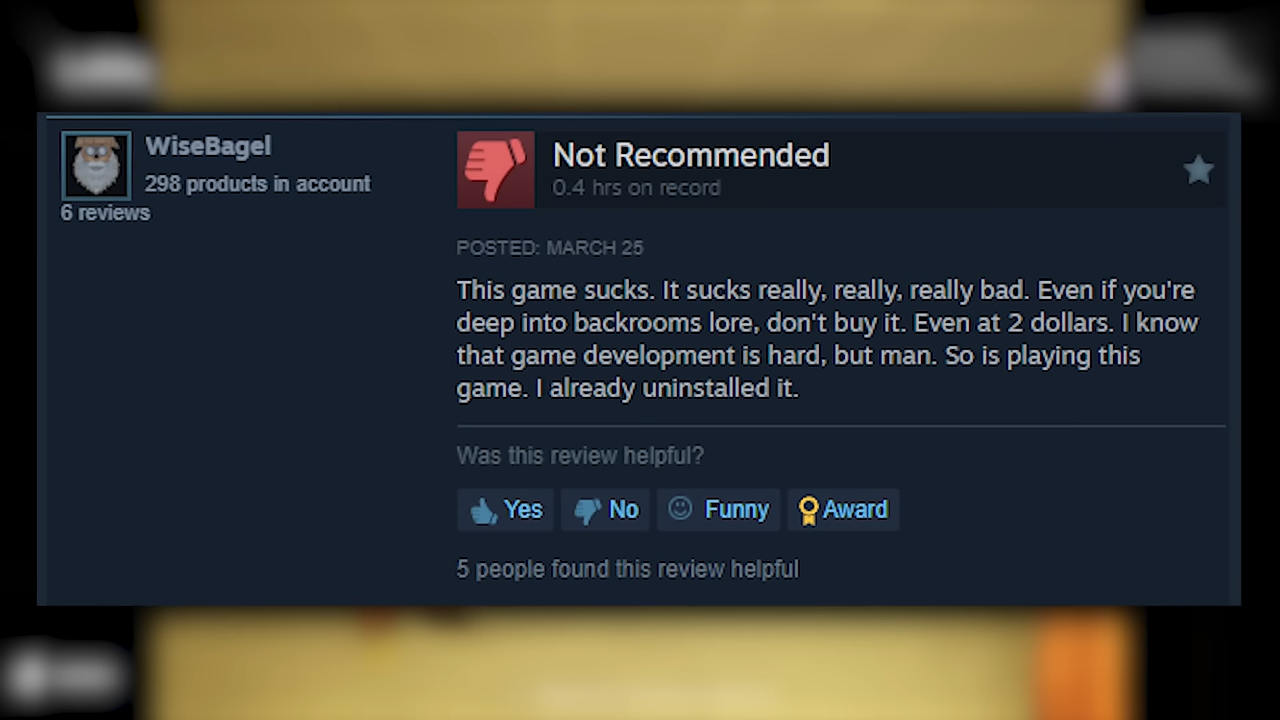 WiseBagel
298 products in account
6 reviews
Not Recommended
0.4 hrs on record
POSTED: MARCH 25
This game sucks. It sucks really, really, really bad. Even if you're
deep into backrooms lore, don't buy it. Even at 2 dollars. I know
that game development is hard, but man. So is playing this
game. I already uninstalled it.
Was this review helpful?
Yes
No
Funny
Award
5 people found this review helpful